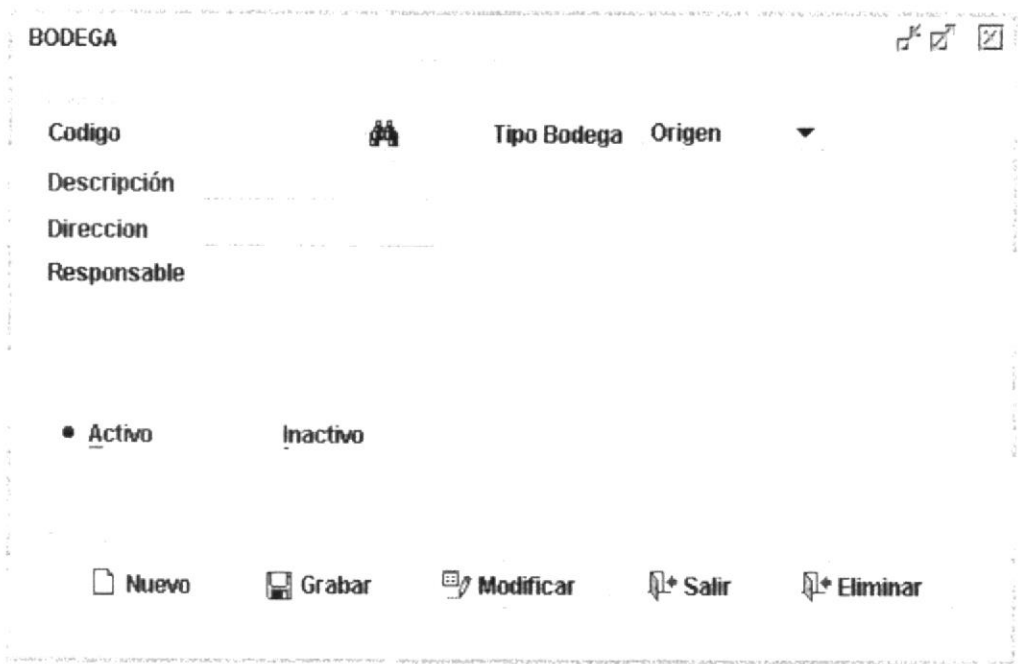 BODEGA
Codigo Tipo Bodega Origen
Descripción
Direccion
Responsable
Activo Inactivo
Nuevo Grabar Modificar Salir Eliminar